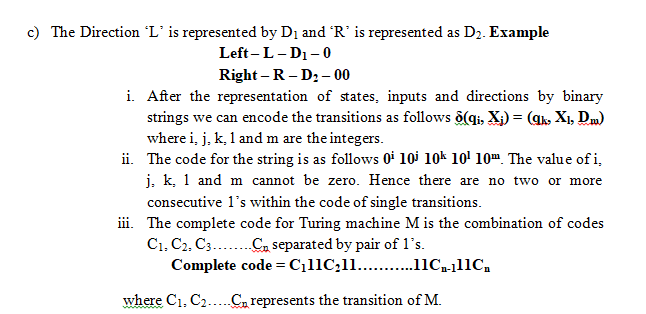 c) The Direction ‘L’ is represented by D₁ and ‘R’ is represented as D₂. Example
Left – L – D₁ – 0
Right – R – D₂ – 00
i. After the representation of states, inputs and directions by binary
strings we can encode the transitions as follows δ(qᵢ, Xⱼ) = (qₖ, Xₗ, Dₘ)
where i, j, k, l and m are the integers.
ii. The code for the string is as follows 0ⁱ 10ʲ 10ᵏ 10ˡ 10ᵐ. The value of i,
j, k, l and m cannot be zero. Hence there are no two or more
consecutive 1’s within the code of single transitions.
iii. The complete code for Turing machine M is the combination of codes
C₁, C₂, C₃........Cₙ separated by pair of 1’s.
Complete code = C₁11C₂11...........11Cₙ₋₁11Cₙ
where C₁, C₂.....Cₙ represents the transition of M.